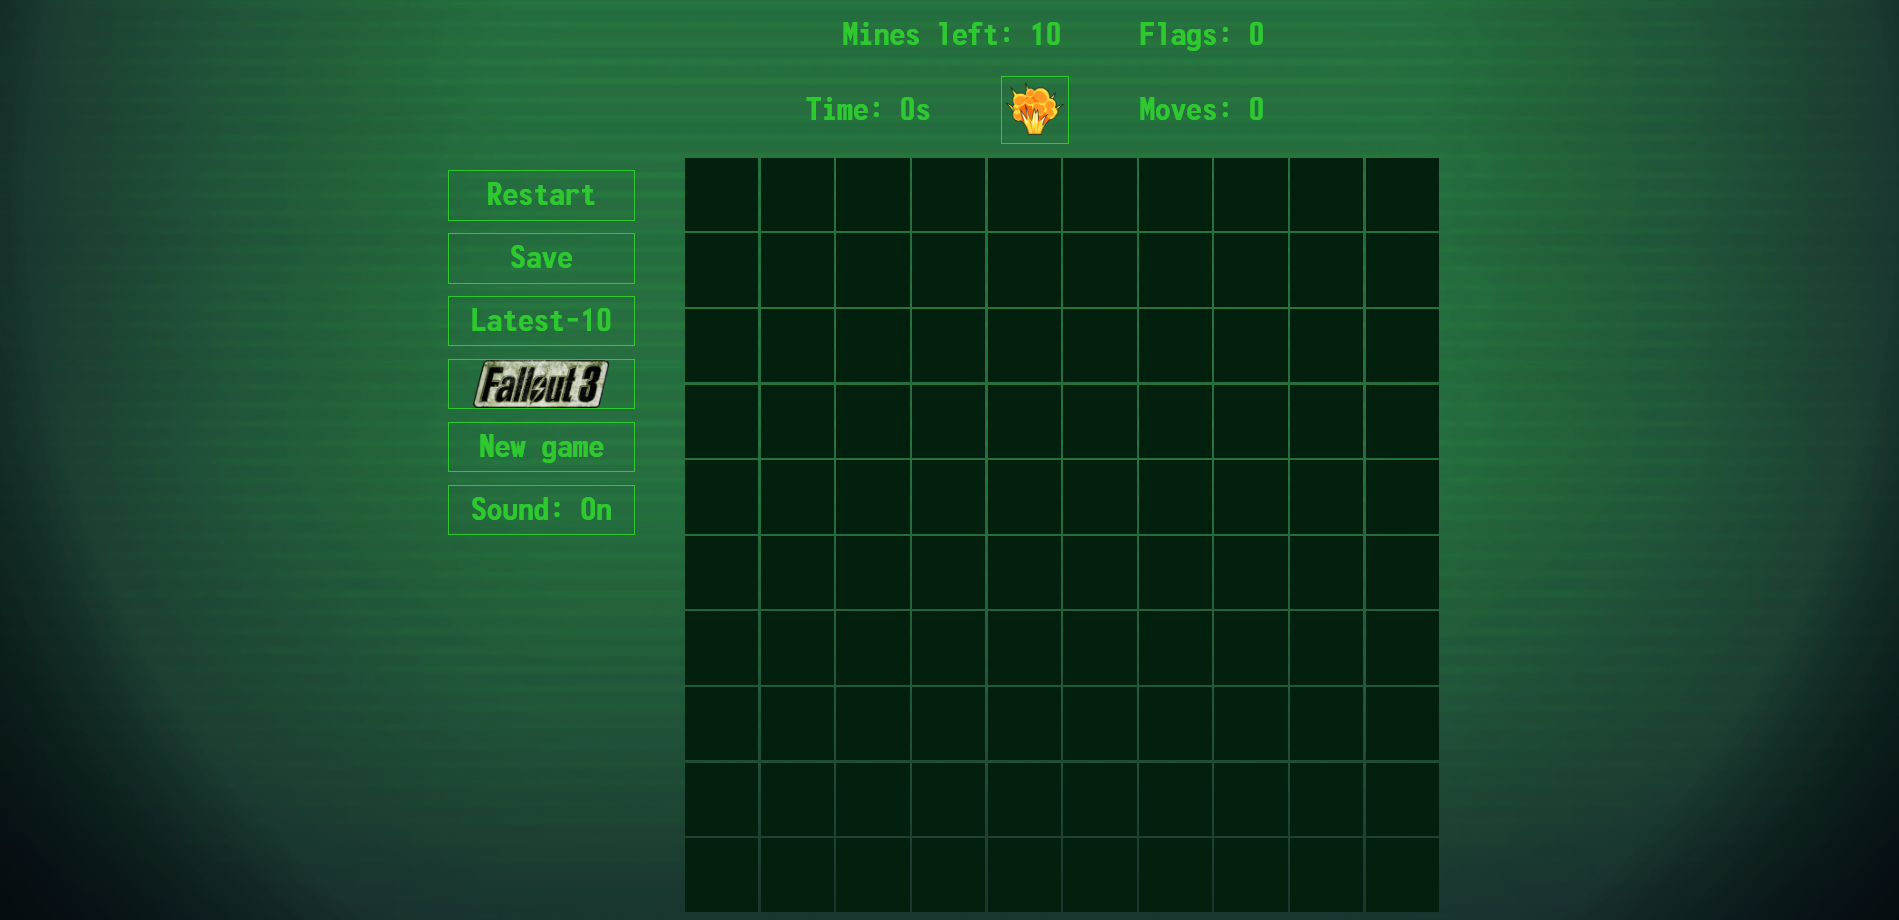 Mines left: 10 Flags: 0
Time: 0s Moves: 0
Restart
Save
Latest-10
Fallout 3
New game
Sound: On